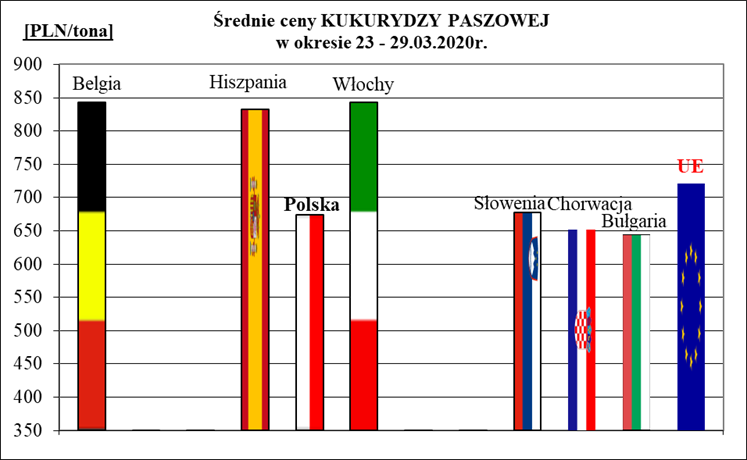 Średnie ceny KUKURYDZY PASZOWEJ
w okresie 23 - 29.03.2020r.
[PLN/tona]
900
850
800
750
700
650
600
550
500
450
400
350
Belgia
Hiszpania
Polska
Włochy
Słowenia
Chorwacja
Bułgaria
UE